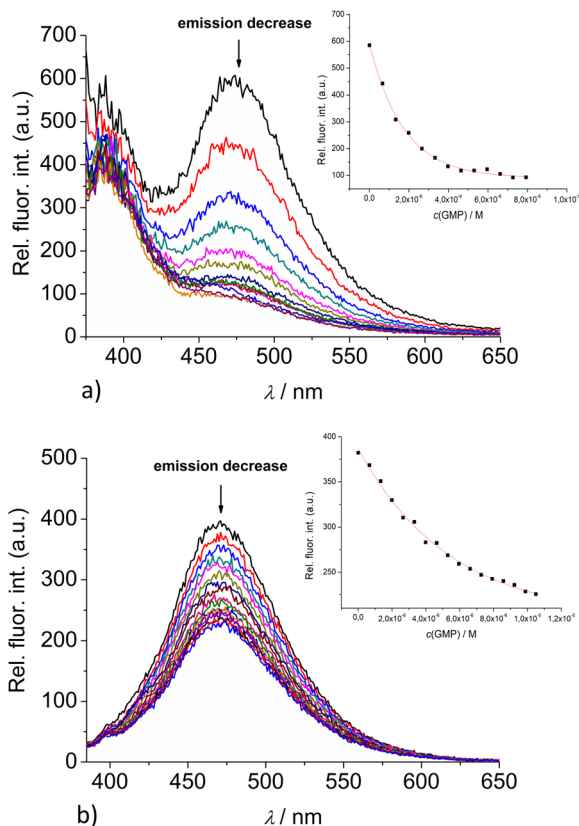 emission decrease
Rel. fluor. int. (a.u.)
700
600
500
400
300
200
100
0
400
450
500
550
600
650
λ / nm
a)
Rel. fluor. int. (a.u.)
700
600
500
400
300
200
100
0,0 2,0x10⁻⁶ 4,0x10⁻⁶ 6,0x10⁻⁶ 8,0x10⁻⁶
c(GMP) / M
emission decrease
Rel. fluor. int. (a.u.)
500
400
300
200
100
0
400 450 500 550 600 650
λ / nm
b)
Rel. fluor. int. (a.u.)
400
350
300
250
0,0 2,0x10⁻⁶ 4,0x10⁻⁶ 6,0x10⁻⁶ 8,0x10⁻⁶ 1,0x10⁻⁵ 1,2x10⁻⁵
c(GMP) / M